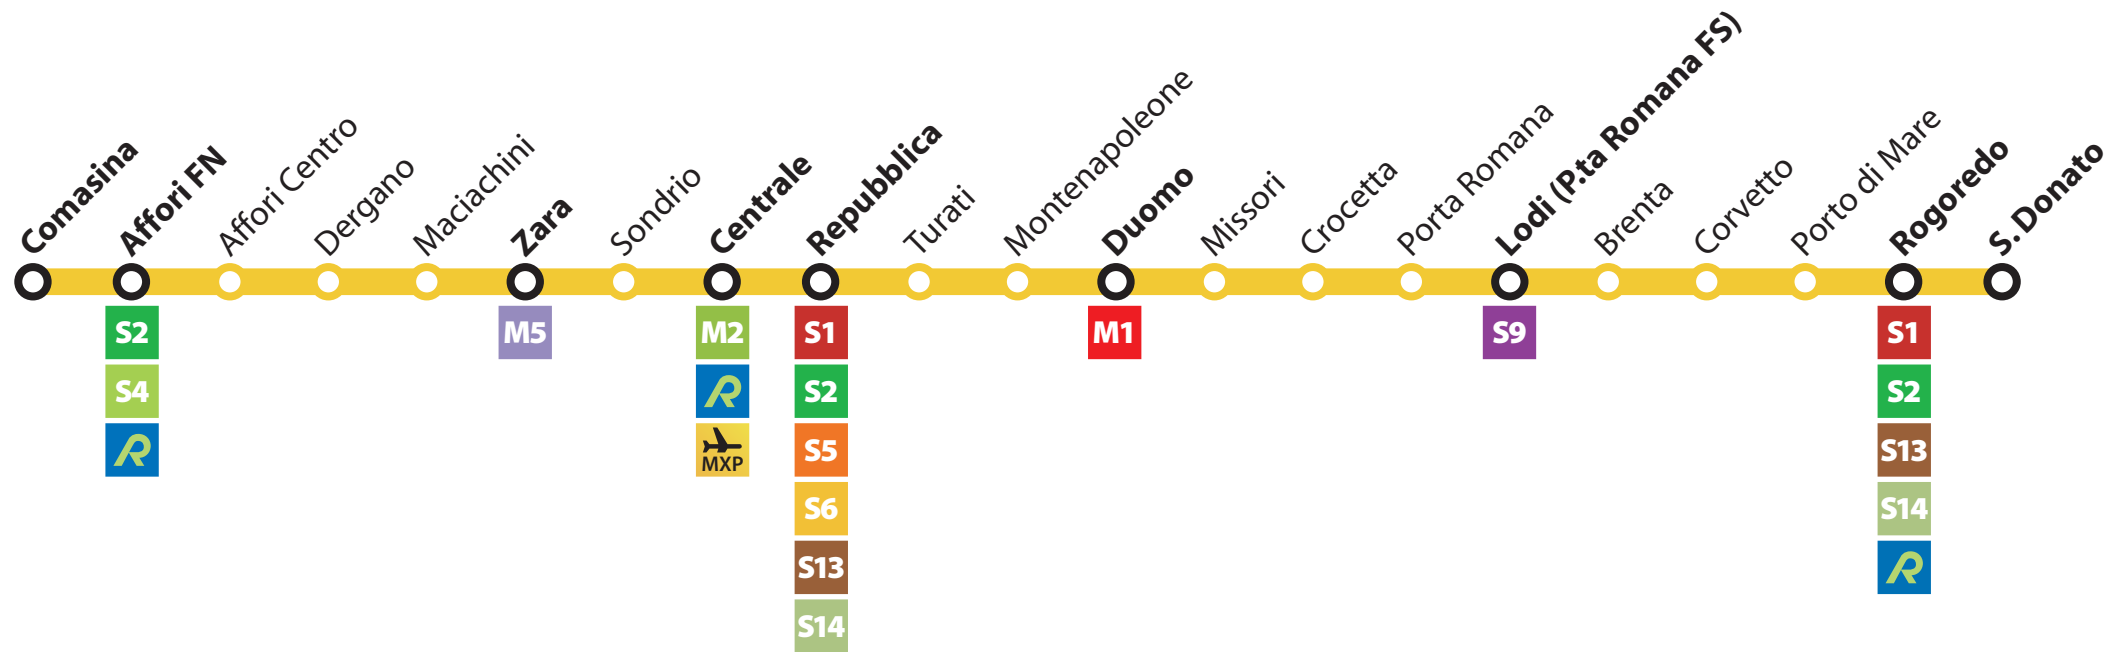 Comasina
Affori FN
Affori Centro
Dergano
Maciachini
Zara
Sondrio
Centrale
Repubblica
Turati
Montenapoleone
Duomo
Missori
Crocetta
Porta Romana
Lodi (P.ta Romana FS)
Brenta
Corvetto
Porto di Mare
Rogoredo
S. Donato
S2
S4
R
M5
M2
R
MXP
S1
S2
S5
S6
S13
S14
M1
S9
S1
S2
S13
S14
R